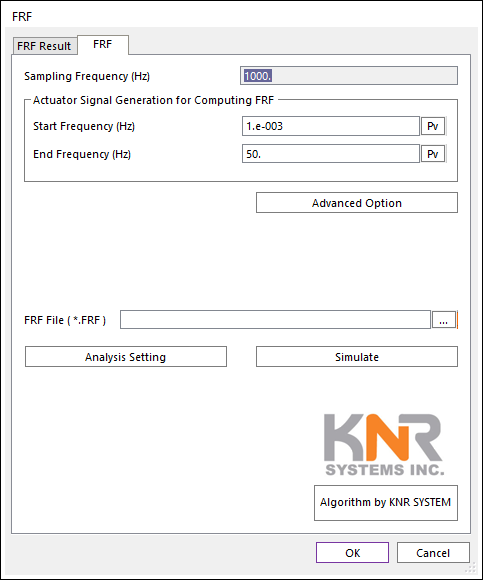 FRF
FRF Result FRF
Sampling Frequency (Hz) 1000.
Actuator Signal Generation for Computing FRF
Start Frequency (Hz) 1.e-003 Pv
End Frequency (Hz) 50. Pv
Advanced Option
FRF File ( *.FRF ) ...
Analysis Setting Simulate
KNR
SYSTEMS INC.
Algorithm by KNR SYSTEM
OK Cancel